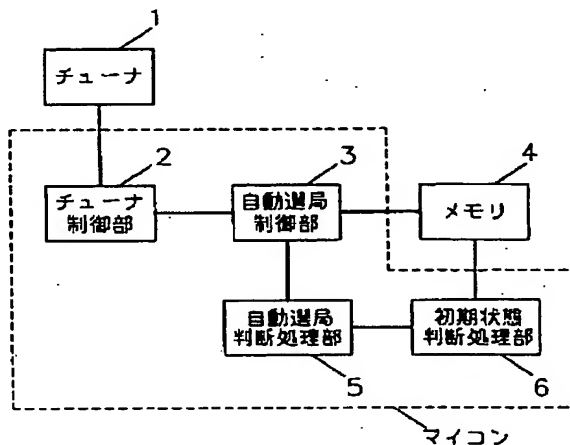 1
チューナ
2
チューナ
制御部
3
自動選局
制御部
4
メモリ
自動選局
判断処理部
5
初期状態
判断処理部
6
マイコン